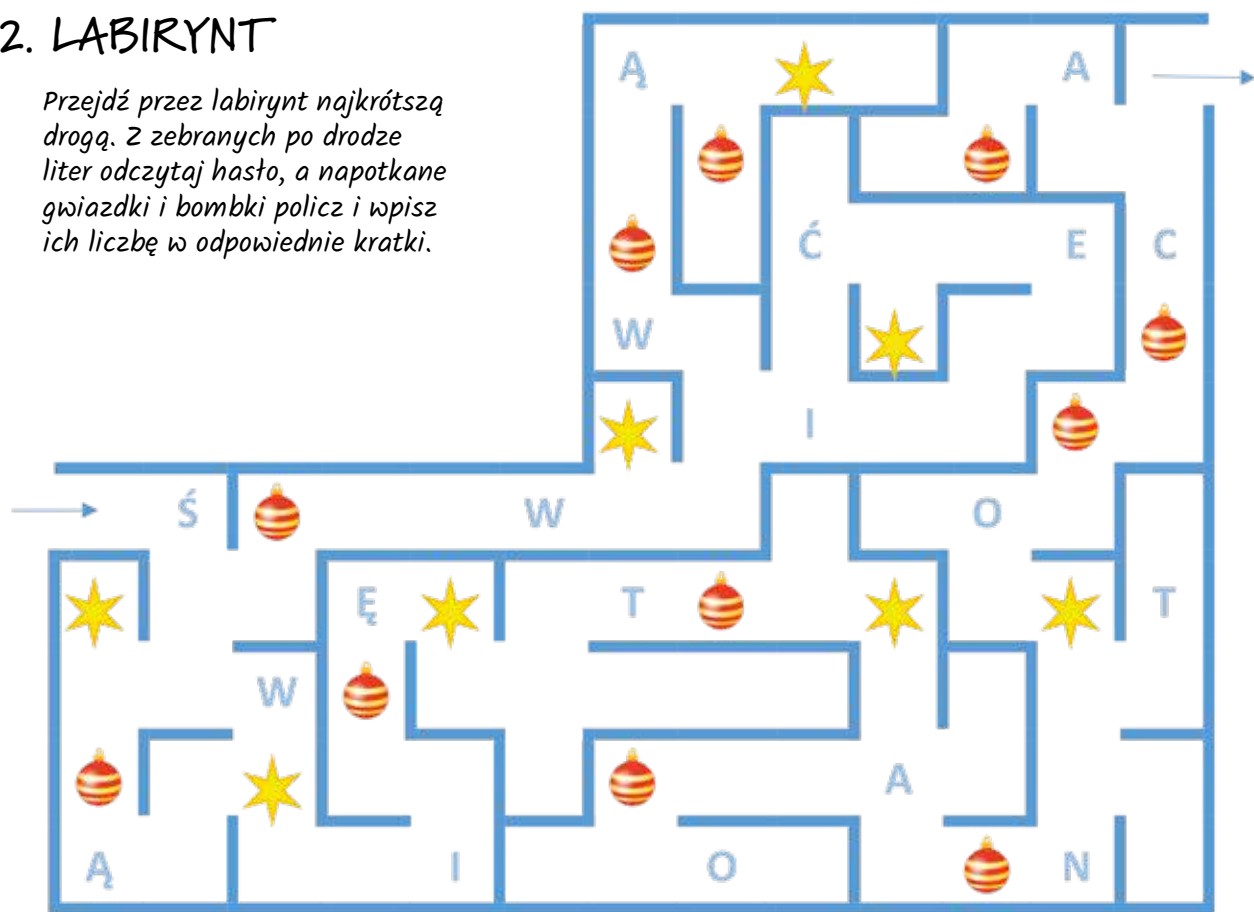 2. LABIRYNT
Przejdź przez labirynt najkrótszą
drogą. Z zebranych po drodze
liter odczytaj hasło, a napotkane
gwiazdki i bombki policz i wpisz
ich liczbę w odpowiednie kratki.
Ą A
Ć E C
W
I
Ś W O
Ę T T
W
A
Ą I O N